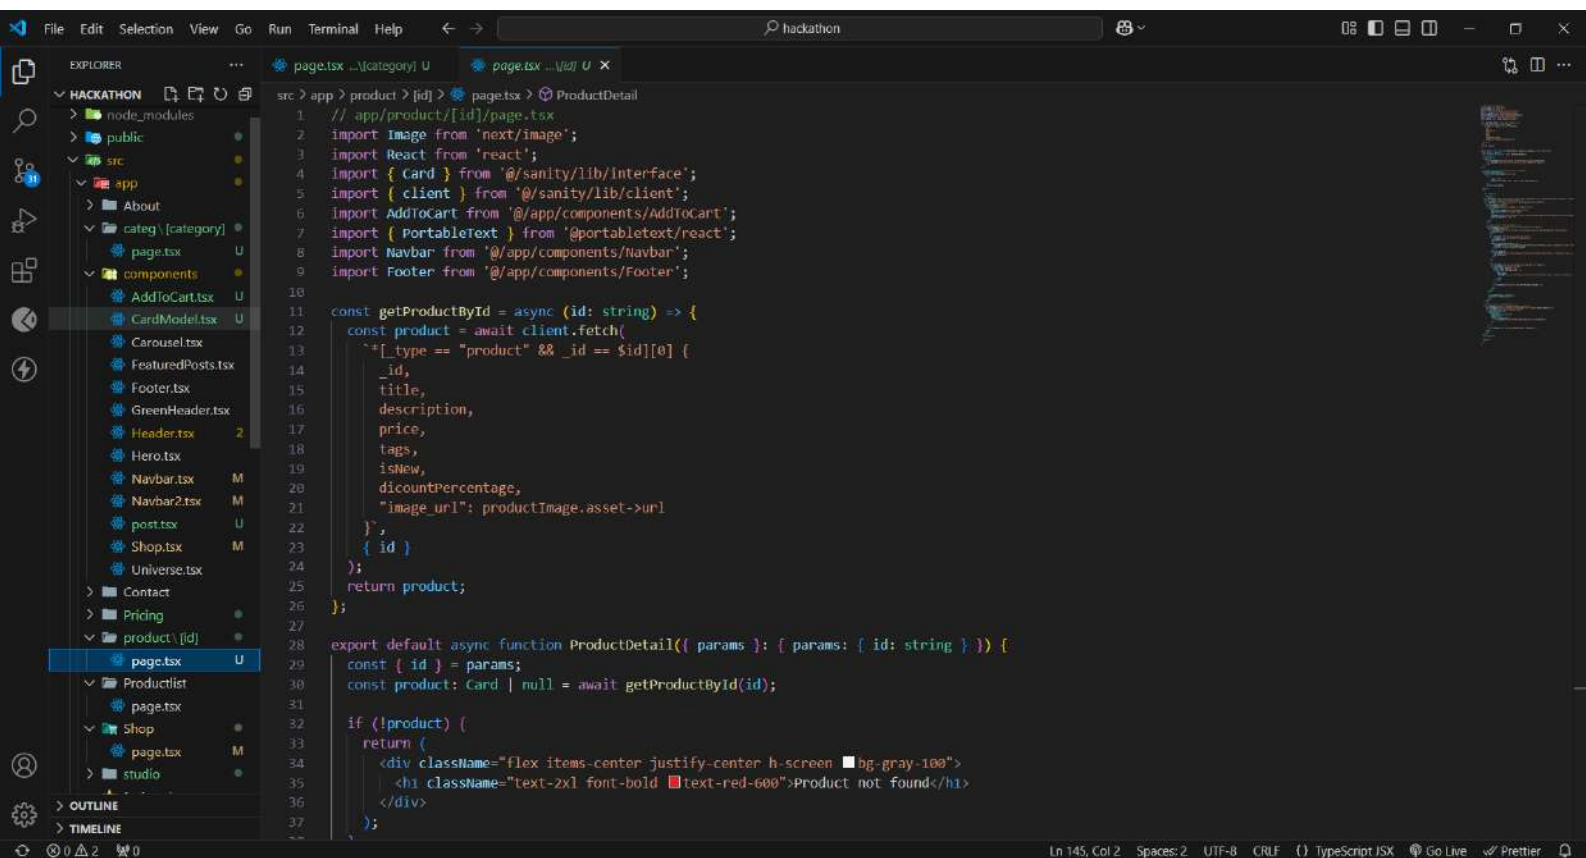 File Edit Selection View Go Run Terminal Help
hackathon
EXPLORER
HACKATHON
node_modules
public
src
app
About
categ\[category]
page.tsx U
components
AddToCart.tsx U
CardModel.tsx U
Carousel.tsx
FeaturedPosts.tsx
Footer.tsx
GreenHeader.tsx
Header.tsx 2
Hero.tsx
Navbar.tsx M
Navbar2.tsx M
post.tsx U
Shop.tsx M
Universe.tsx
Contact
Pricing
product\[id]
page.tsx U
Productlist
page.tsx
Shop
page.tsx M
studio
OUTLINE
TIMELINE
31
page.tsx ...\[category] U
page.tsx ...\[id] U
src > app > product > [id] > page.tsx > ProductDetail
1 // app/product/[id]/page.tsx
2 import Image from 'next/image';
3 import React from 'react';
4 import { Card } from '@/sanity/lib/interface';
5 import { client } from '@/sanity/lib/client';
6 import AddToCart from '@/app/components/AddToCart';
7 import { PortableText } from '@portabletext/react';
8 import Navbar from '@/app/components/Navbar';
9 import Footer from '@/app/components/Footer';
10
11 const getProductById = async (id: string) => {
12 const product = await client.fetch(
13 `*[_type == "product" && _id == $id][0] {
14 _id,
15 title,
16 description,
17 price,
18 tags,
19 isNew,
20 dicountPercentage,
21 "image_url": productImage.asset->url
22 }`,
23 { id }
24 );
25 return product;
26 };
27
28 export default async function ProductDetail({ params }: { params: { id: string } }) {
29 const { id } = params;
30 const product: Card | null = await getProductById(id);
31
32 if (!product) {
33 return (
34 <div className="flex items-center justify-center h-screen bg-gray-100">
35 <h1 className="text-2xl font-bold text-red-600">Product not found</h1>
36 </div>
37 );
0 2 0
Ln 145, Col 2 Spaces: 2 UTF-8 CRLF {} TypeScript JSX Go Live Prettier